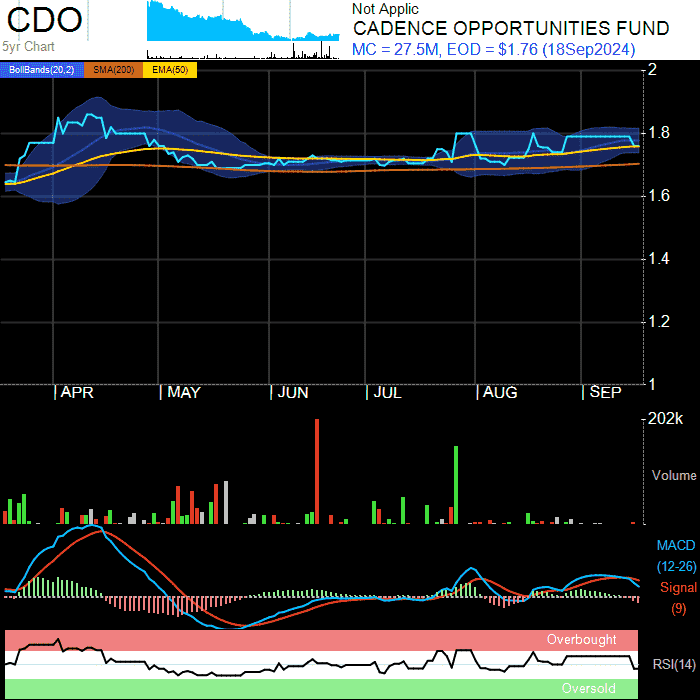 CDO
Not Applic
CADENCE OPPORTUNITIES FUND
5yr Chart
MC = 27.5M, EOD = $1.76 (18Sep2024)
BollBands(20,2) SMA(200) EMA(50)
2
1.8
1.6
1.4
1.2
1
APR MAY JUN JUL AUG SEP
202k
Volume
MACD
(12-26)
Signal
(9)
Overbought
RSI(14)
Oversold